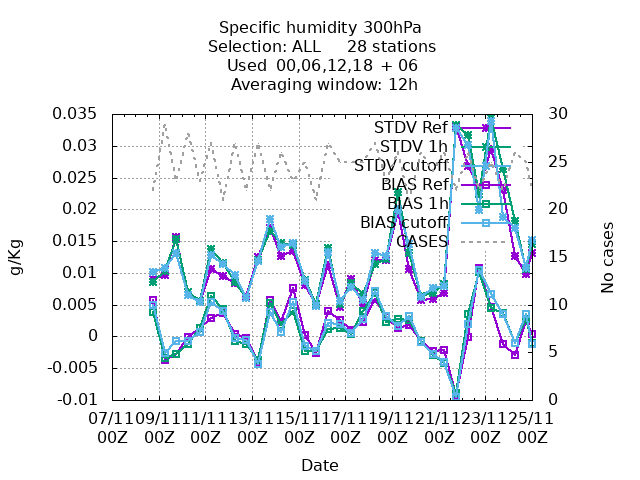 Specific humidity 300hPa
Selection: ALL 28 stations
Used 00,06,12,18 + 06
Averaging window: 12h
0.035
0.03
0.025
0.02
0.015
0.01
0.005
0
-0.005
-0.01
g/Kg
30
25
20
15
10
5
0
No cases
STDV Ref
STDV 1h
STDV cutoff
BIAS Ref
BIAS 1h
BIAS cutoff
CASES
07/11 09/11 11/11 13/11 15/11 17/11 19/11 21/11 23/11 25/11
00Z 00Z 00Z 00Z 00Z 00Z 00Z 00Z 00Z 00Z
Date